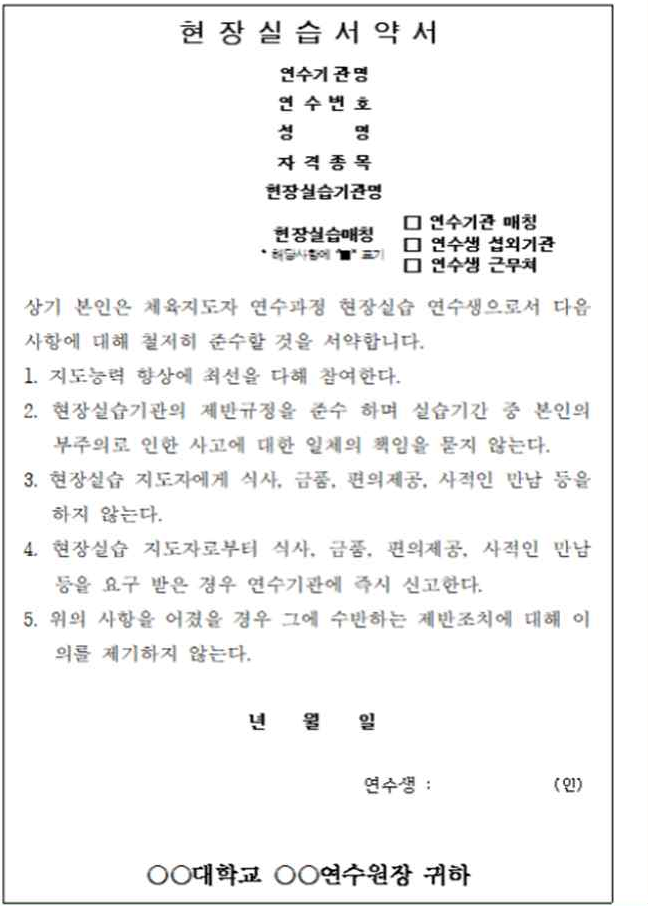 현장실습서약서
연수기관명
연수번호
성 명
자격종목
현장실습기관명
현장실습매칭
* 해당사항에 "■" 표기
□ 연수기관 매칭
□ 연수생 섭외기관
□ 연수생 근무처
상기 본인은 체육지도자 연수과정 현장실습 연수생으로서 다음
사항에 대해 철저히 준수할 것을 서약합니다.
1. 지도능력 향상에 최선을 다해 참여한다.
2. 현장실습기관의 제반규정을 준수 하며 실습기간 중 본인의
부주의로 인한 사고에 대한 일체의 책임을 묻지 않는다.
3. 현장실습 지도자에게 식사, 금품, 편의제공, 사적인 만남 등을
하지 않는다.
4. 현장실습 지도자로부터 식사, 금품, 편의제공, 사적인 만남
등을 요구 받은 경우 연수기관에 즉시 신고한다.
5. 위의 사항을 어겼을 경우 그에 수반하는 제반조치에 대해 이
의를 제기하지 않는다.
년 월 일
연수생 : (인)
○○대학교 ○○연수원장 귀하